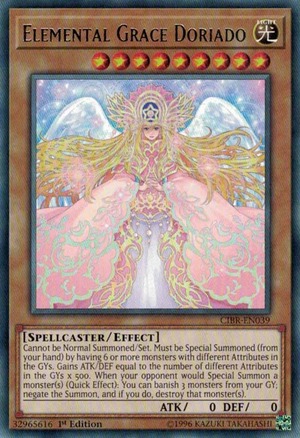 Elemental Grace Doriado
LIGHT
光
CIBR-EN039
[Spellcaster/Effect]
Cannot be Normal Summoned/Set. Must be Special Summoned (from
your hand) by having 6 or more monsters with different Attributes in
the GYs. Gains ATK/DEF equal to the number of different Attributes
in the GYs x 500. When your opponent would Special Summon a
monster(s) (Quick Effect): You can banish 3 monsters from your GY;
negate the Summon, and if you do, destroy that monster(s).
ATK/ 0 DEF/ 0
32965616 1st Edition ©1996 KAZUKI TAKAHASHI